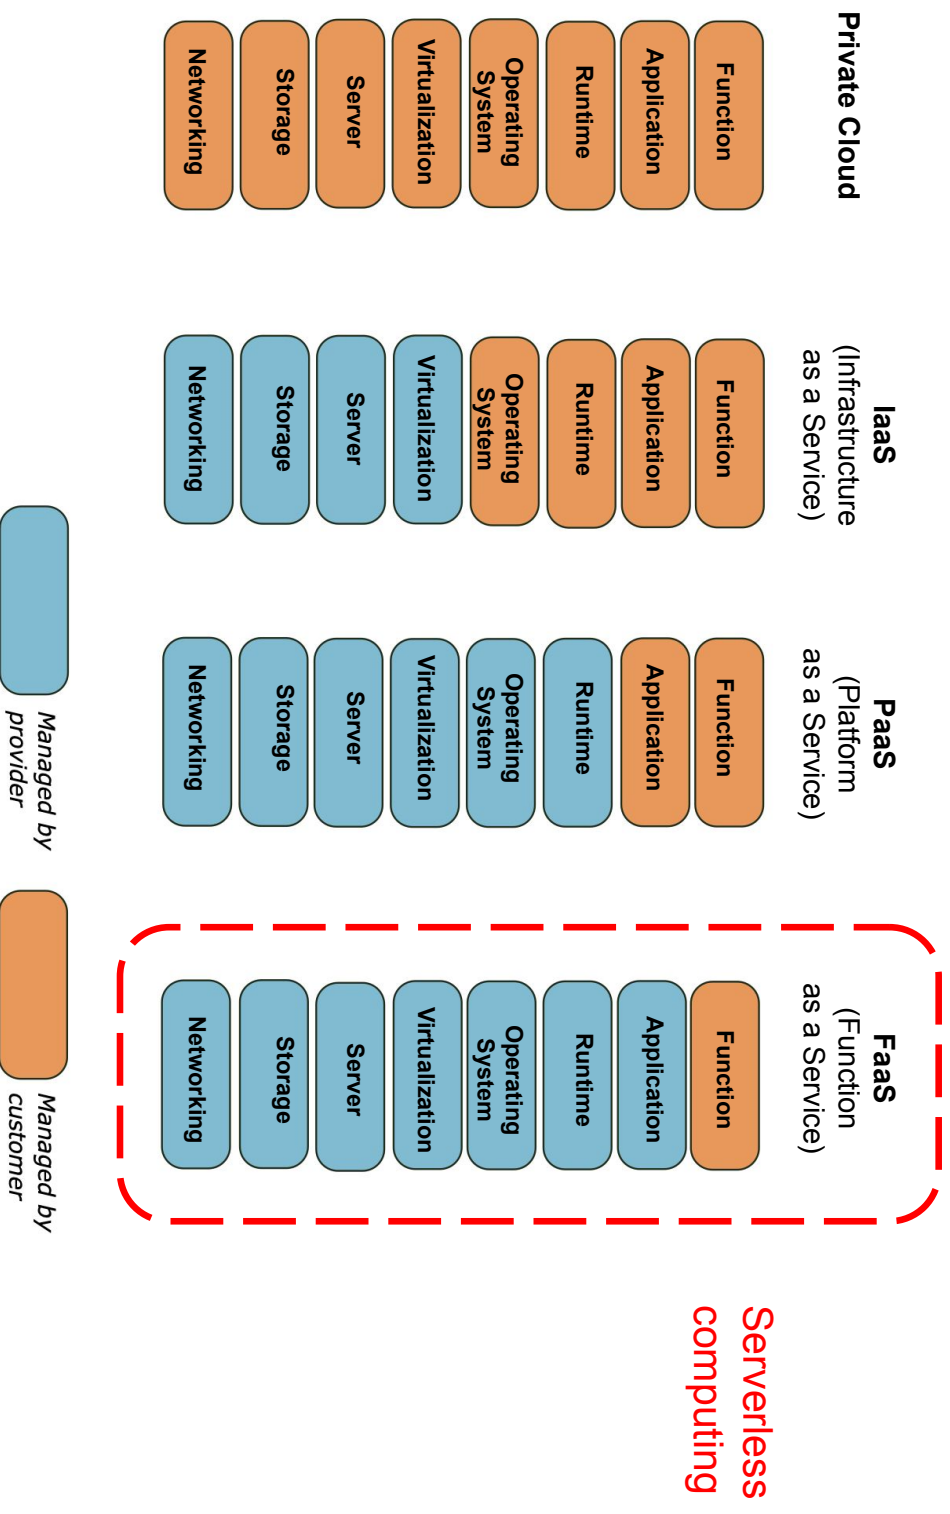 Private Cloud
Function
Application
Runtime
Operating
System
Virtualization
Server
Storage
Networking
IaaS
(Infrastructure
as a Service)
Function
Application
Runtime
Operating
System
Virtualization
Server
Storage
Networking
PaaS
(Platform
as a Service)
Function
Application
Runtime
Operating
System
Virtualization
Server
Storage
Networking
FaaS
(Function
as a Service)
Function
Application
Runtime
Operating
System
Virtualization
Server
Storage
Networking
Serverless
computing
Managed by
provider
Managed by
customer